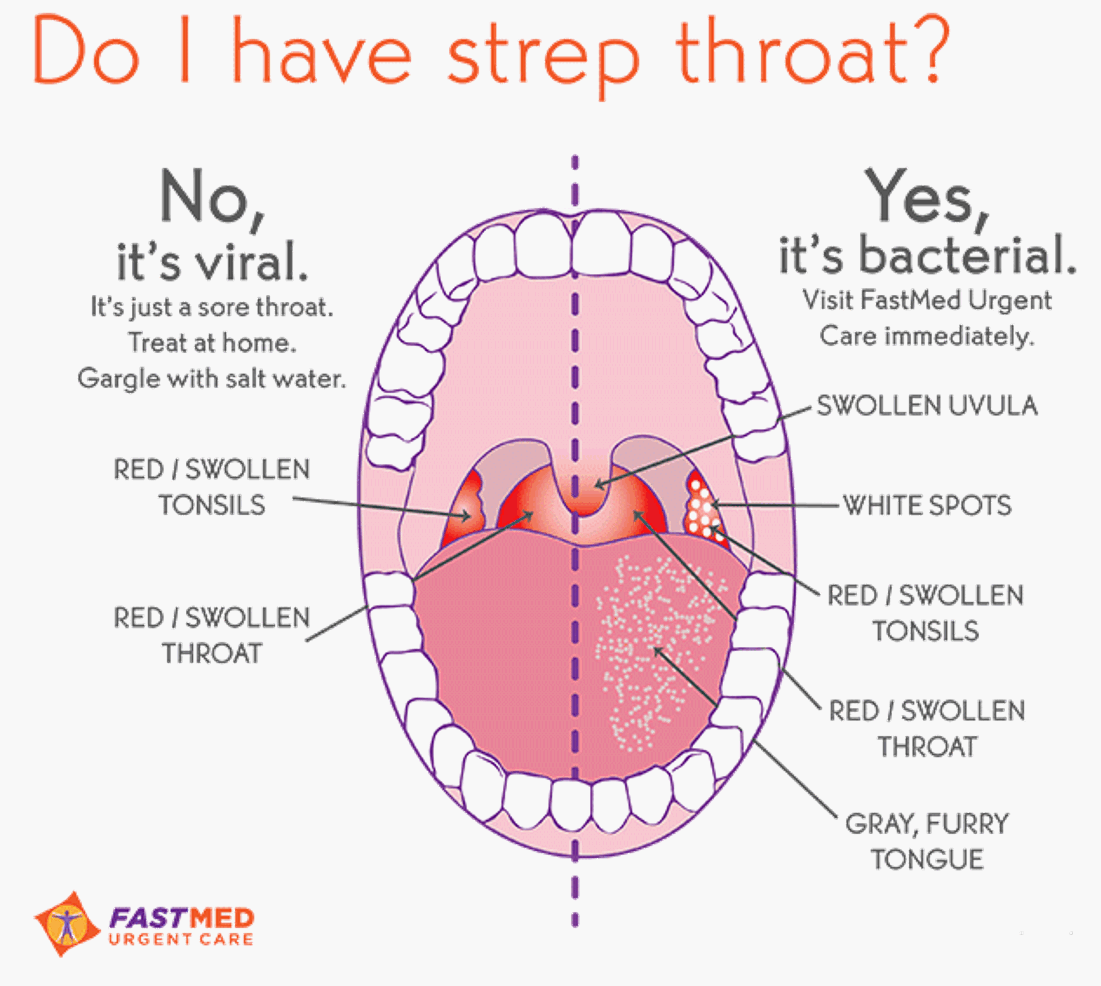 Do I have strep throat?
No,
it's viral.
It's just a sore throat.
Treat at home.
Gargle with salt water.
RED / SWOLLEN
TONSILS
RED / SWOLLEN
THROAT
Yes,
it's bacterial.
Visit FastMed Urgent
Care immediately.
SWOLLEN UVULA
WHITE SPOTS
RED / SWOLLEN
TONSILS
RED / SWOLLEN
THROAT
GRAY, FURRY
TONGUE
FASTMED
URGENT CARE